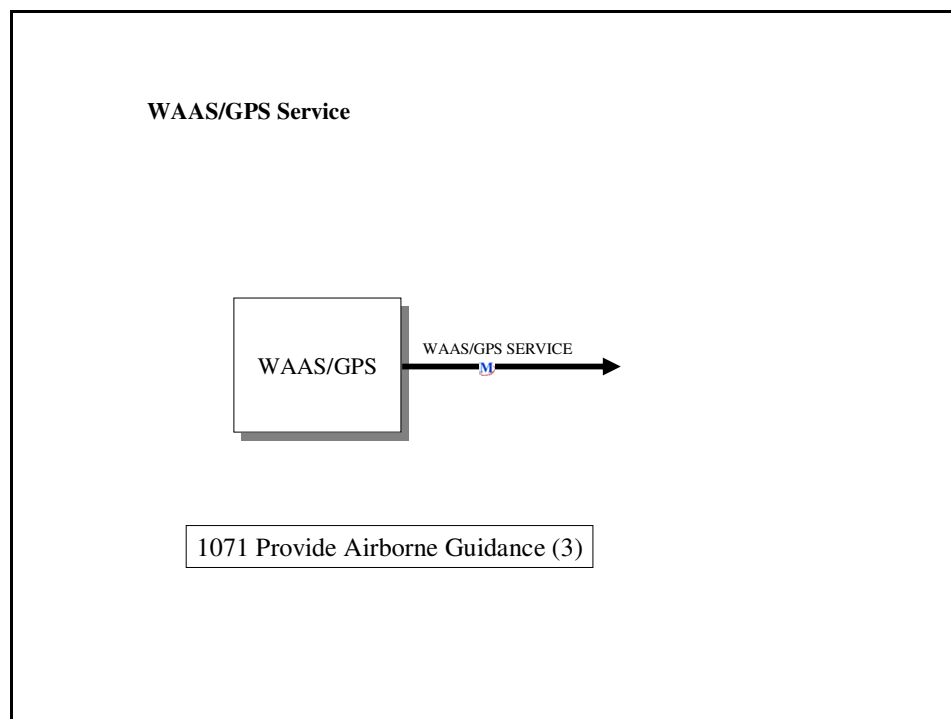 WAAS/GPS Service
WAAS/GPS SERVICE
WAAS/GPS
M
1071 Provide Airborne Guidance (3)